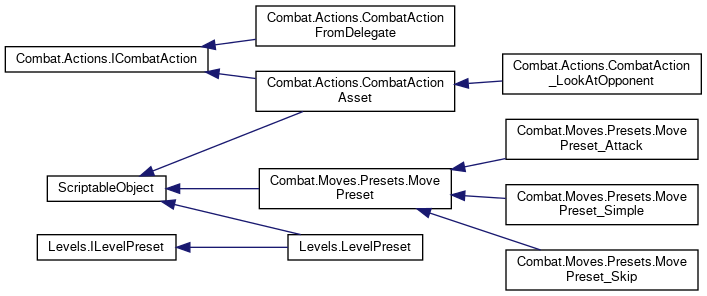 Combat.Actions.ICombatAction
Combat.Actions.CombatAction
FromDelegate
Combat.Actions.CombatAction
Asset
Combat.Actions.CombatAction
_LookAtOpponent
ScriptableObject
Combat.Moves.Presets.Move
Preset
Combat.Moves.Presets.Move
Preset_Attack
Combat.Moves.Presets.Move
Preset_Simple
Combat.Moves.Presets.Move
Preset_Skip
Levels.ILevelPreset
Levels.LevelPreset